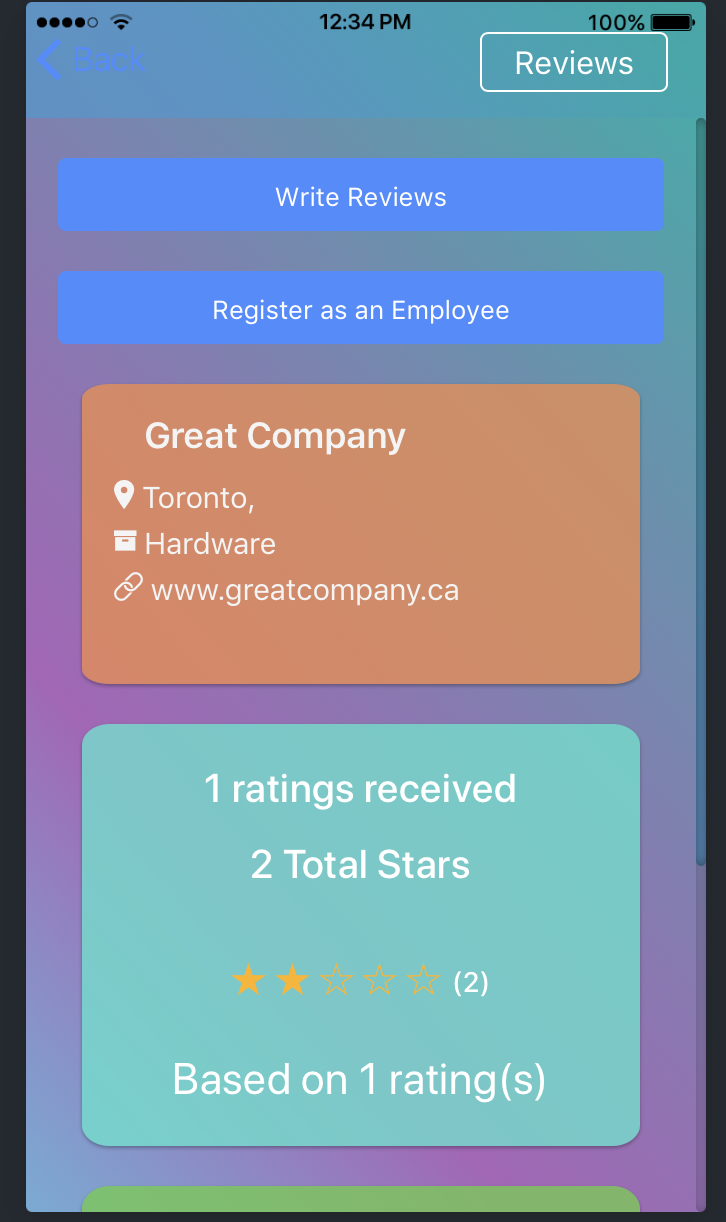 12:34 PM 100%
Back Reviews
Write Reviews
Register as an Employee
Great Company
Toronto,
Hardware
www.greatcompany.ca
1 ratings received
2 Total Stars
(2)
Based on 1 rating(s)